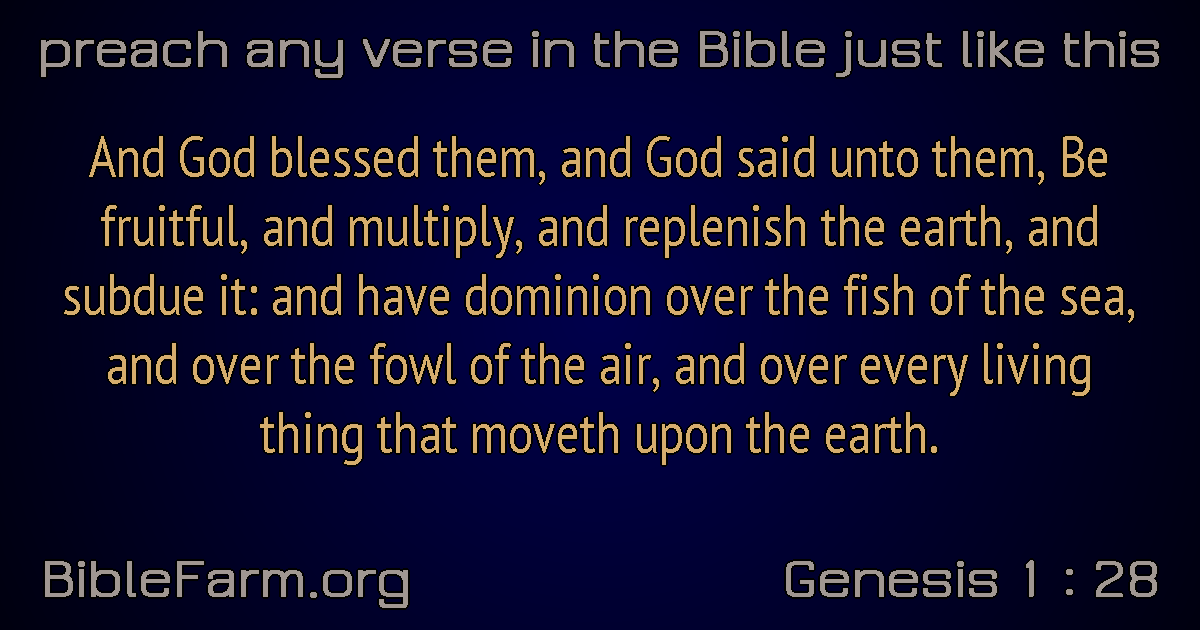 preach any verse in the Bible just like this
And God blessed them, and God said unto them, Be
fruitful, and multiply, and replenish the earth, and
subdue it: and have dominion over the fish of the sea,
and over the fowl of the air, and over every living
thing that moveth upon the earth.
BibleFarm.org
Genesis 1 : 28